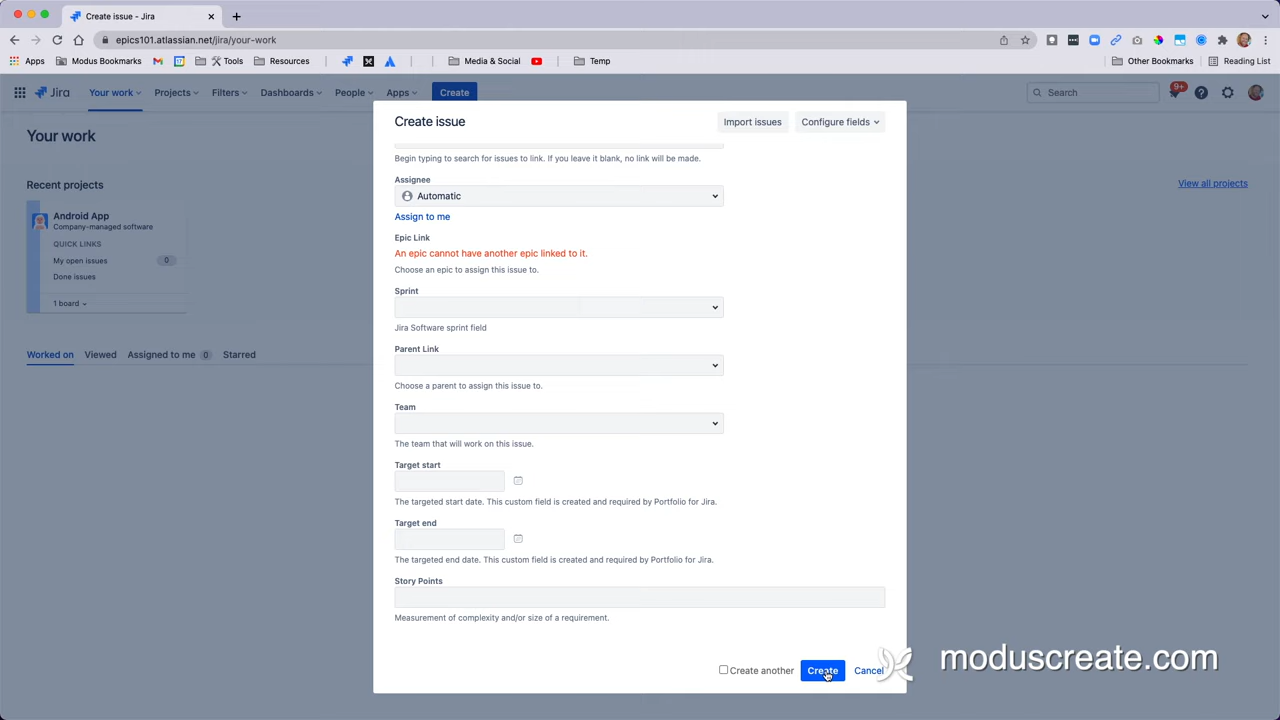 Create issue - Jira
epics101.atlassian.net/jira/your-work
Apps
Modus Bookmarks
Tools
Resources
Media & Social
Temp
Other Bookmarks
Reading List
Jira
Your work
Projects
Filters
Dashboards
People
Apps
Create
Search
9+
Your work
Recent projects
View all projects
Android App
Company-managed software
QUICK LINKS
My open issues
0
Done issues
1 board
Worked on
Viewed
Assigned to me 0
Starred
Create issue
Import issues
Configure fields
Begin typing to search for issues to link. If you leave it blank, no link will be made.
Assignee
Automatic
Assign to me
Epic Link
An epic cannot have another epic linked to it.
Choose an epic to assign this issue to.
Sprint
Jira Software sprint field
Parent Link
Choose a parent to assign this issue to.
Team
The team that will work on this issue.
Target start
The targeted start date. This custom field is created and required by Portfolio for Jira.
Target end
The targeted end date. This custom field is created and required by Portfolio for Jira.
Story Points
Measurement of complexity and/or size of a requirement.
Create another
Create
Cancel
moduscreate.com